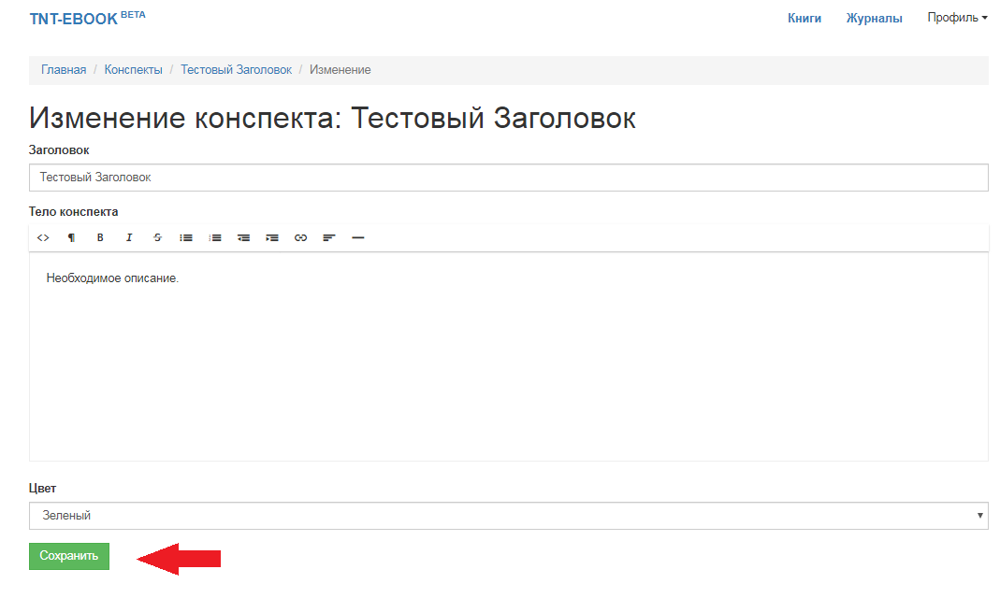 TNT-EBOOK BETA Книги Журналы Профиль
Главная / Конспекты / Тестовый Заголовок / Изменение
Изменение конспекта: Тестовый Заголовок
Заголовок
Тестовый Заголовок
Тело конспекта
<> ¶ B I S
Необходимое описание.
Цвет
Зеленый
Сохранить